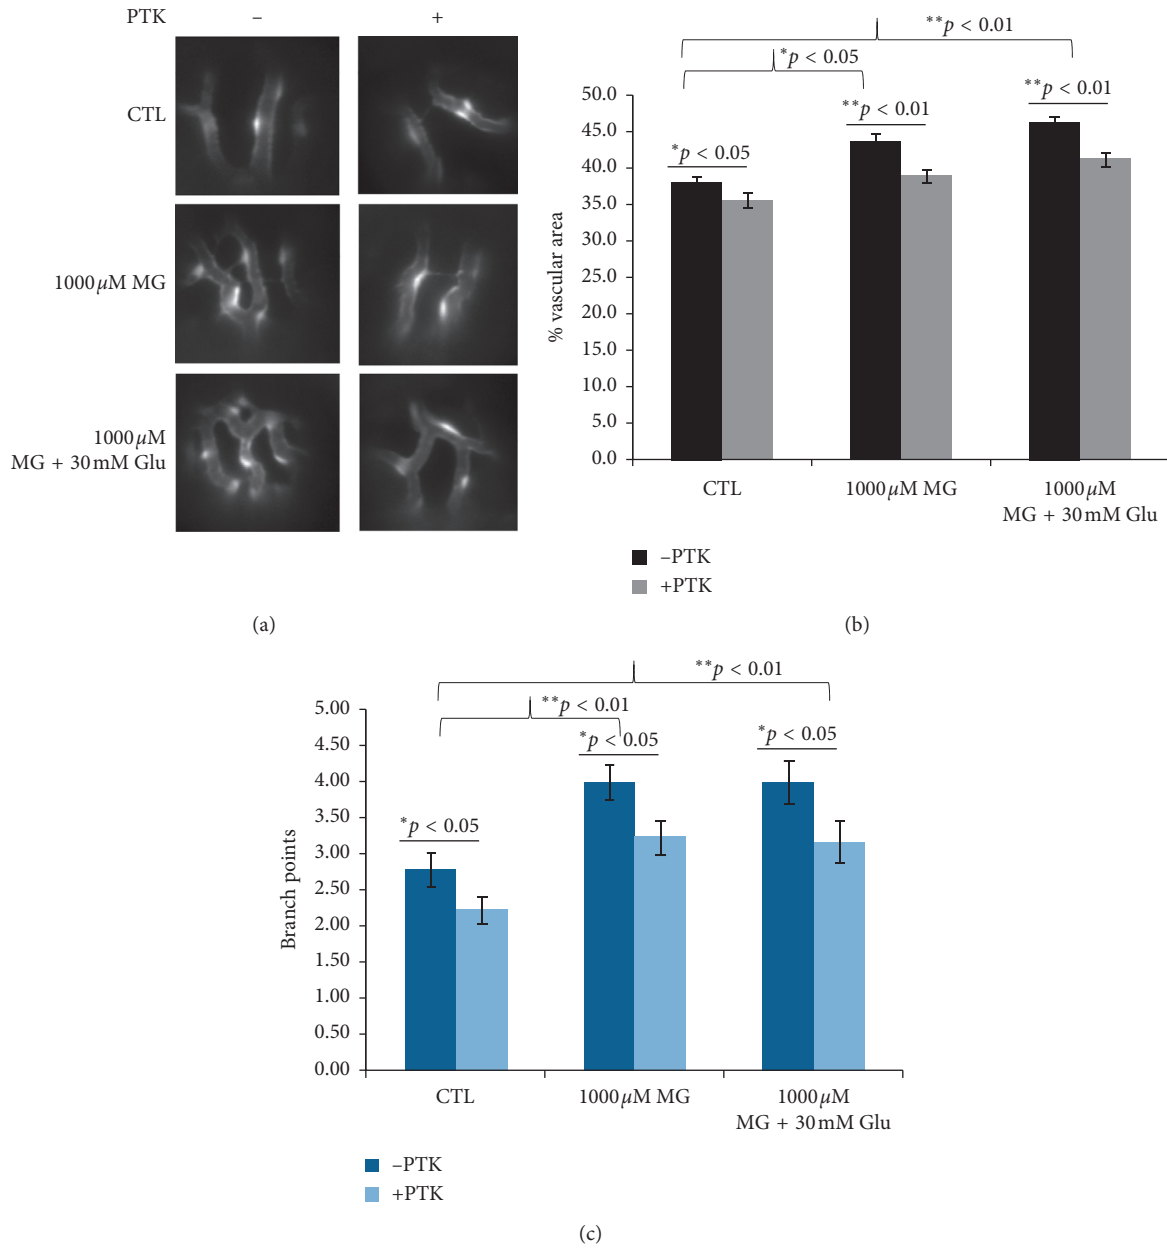 PTK – +
CTL
1000 μM MG
1000 μM
MG + 30 mM Glu
(a)
**p < 0.01
*p < 0.05
**p < 0.01
**p < 0.01
*p < 0.05
50.0
45.0
40.0
35.0
30.0
25.0
20.0
15.0
10.0
5.0
0.0
% vascular area
CTL
1000 μM MG
1000 μM
MG + 30 mM Glu
–PTK
+PTK
(b)
**p < 0.01
**p < 0.01
*p < 0.05
*p < 0.05
*p < 0.05
5.00
4.50
4.00
3.50
3.00
2.50
2.00
1.50
1.00
0.50
0.00
Branch points
CTL
1000 μM MG
1000 μM
MG + 30 mM Glu
–PTK
+PTK
(c)